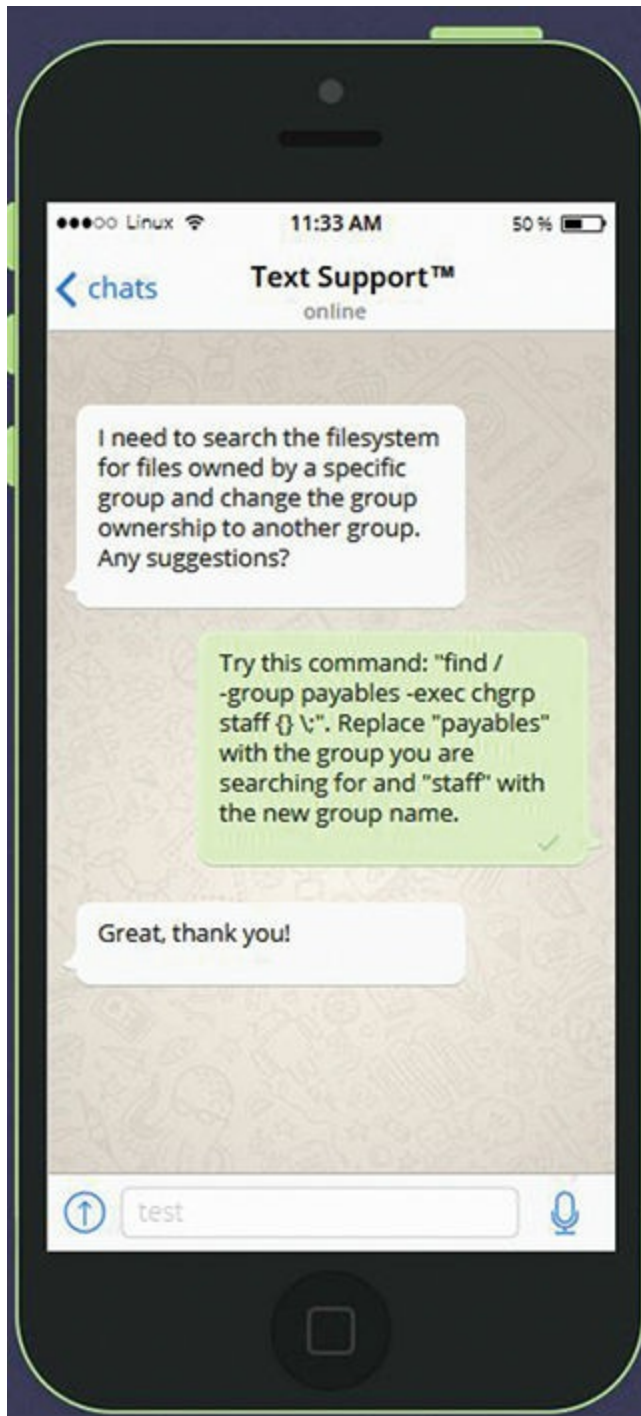 Linux 11:33 AM 50 %
chats Text Support™
online
I need to search the filesystem
for files owned by a specific
group and change the group
ownership to another group.
Any suggestions?
Try this command: "find /
-group payables -exec chgrp
staff {} \;". Replace "payables"
with the group you are
searching for and "staff" with
the new group name.
Great, thank you!
test